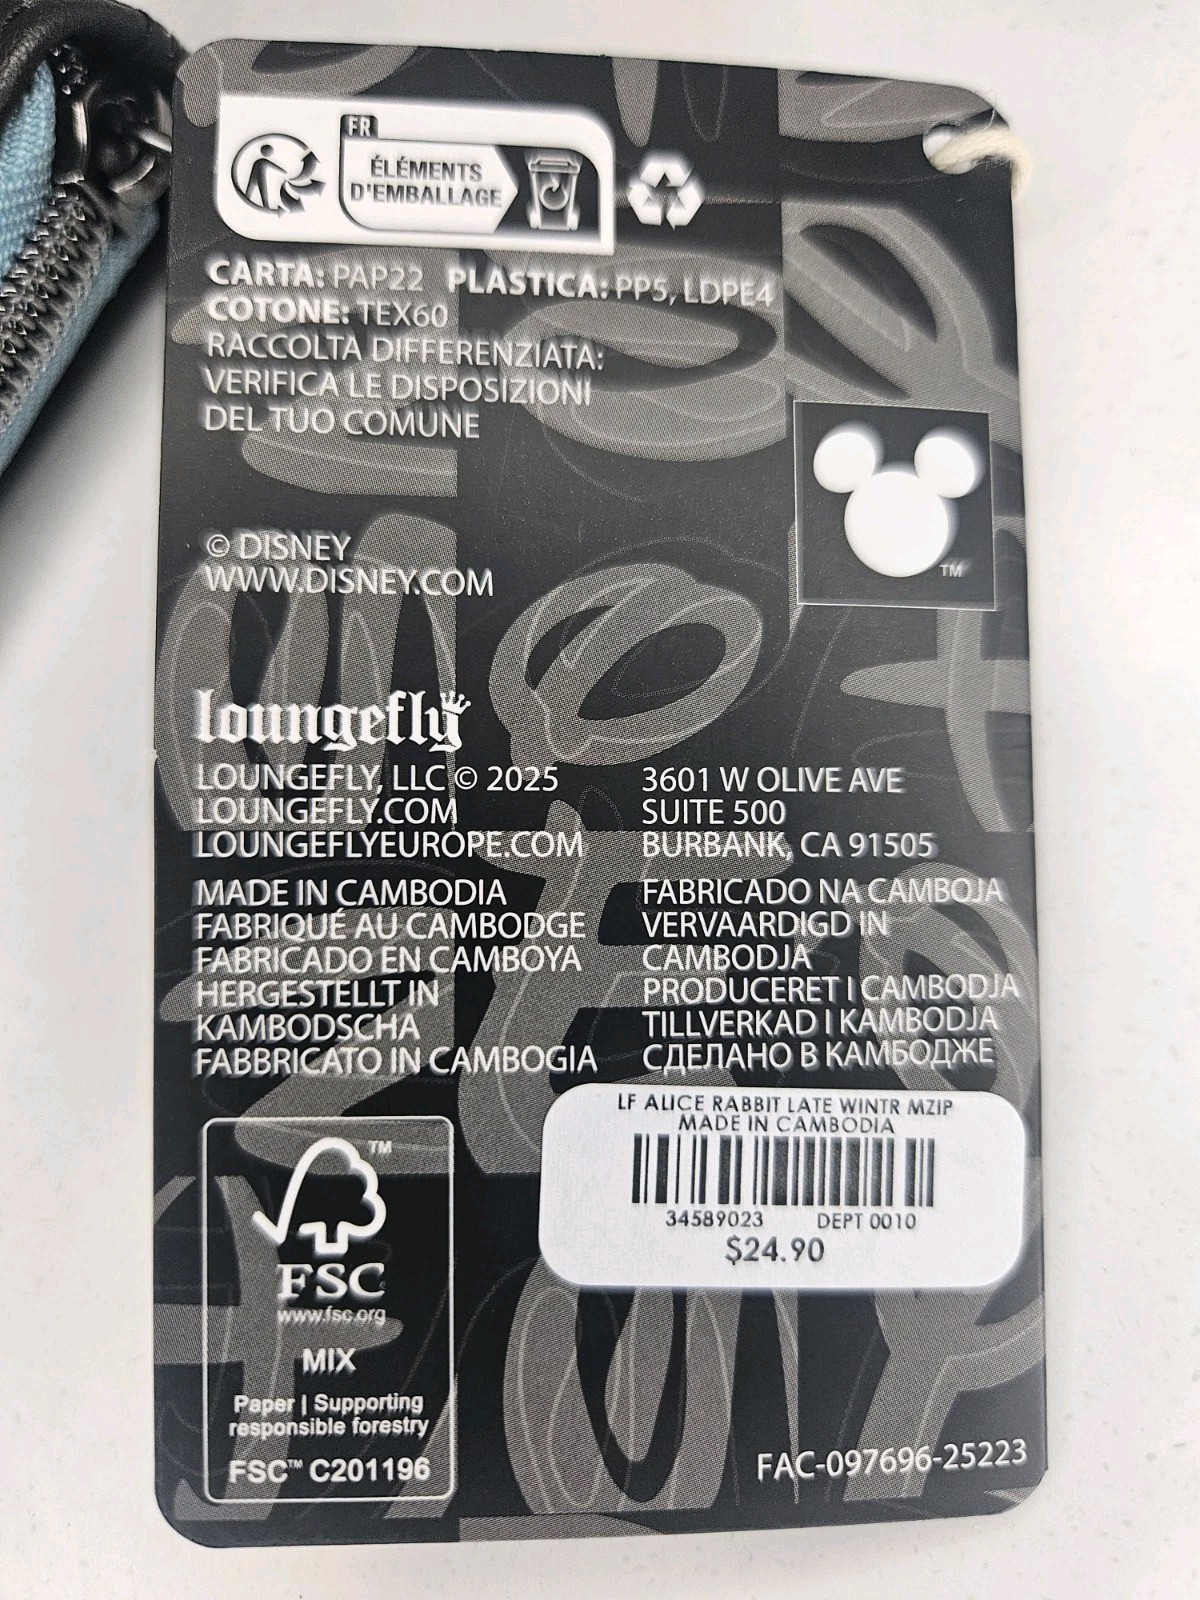 FR
ÉLÉMENTS
D'EMBALLAGE
CARTA: PAP22 PLASTICA: PP5, LDPE4
COTONE: TEX60
RACCOLTA DIFFERENZIATA:
VERIFICA LE DISPOSIZIONI
DEL TUO COMUNE
TM
© DISNEY
WWW.DISNEY.COM
loungefly
LOUNGEFLY, LLC © 2025
LOUNGEFLY.COM
LOUNGEFLYEUROPE.COM
3601 W OLIVE AVE
SUITE 500
BURBANK, CA 91505
MADE IN CAMBODIA
FABRIQUÉ AU CAMBODGE
FABRICADO EN CAMBOYA
HERGESTELLT IN
KAMBODSCHA
FABBRICATO IN CAMBOGIA
FABRICADO NA CAMBOJA
VERVAARDIGD IN
CAMBODJA
PRODUCERET I CAMBODJA
TILLVERKAD I KAMBODJA
СДЕЛАНО В КАМБОДЖЕ
LF ALICE RABBIT LATE WINTR MZIP
MADE IN CAMBODIA
34589023 DEPT 0010
$24.90
TM
FSC
www.fsc.org
MIX
Paper | Supporting
responsible forestry
FSC™ C201196
FAC-097696-25223